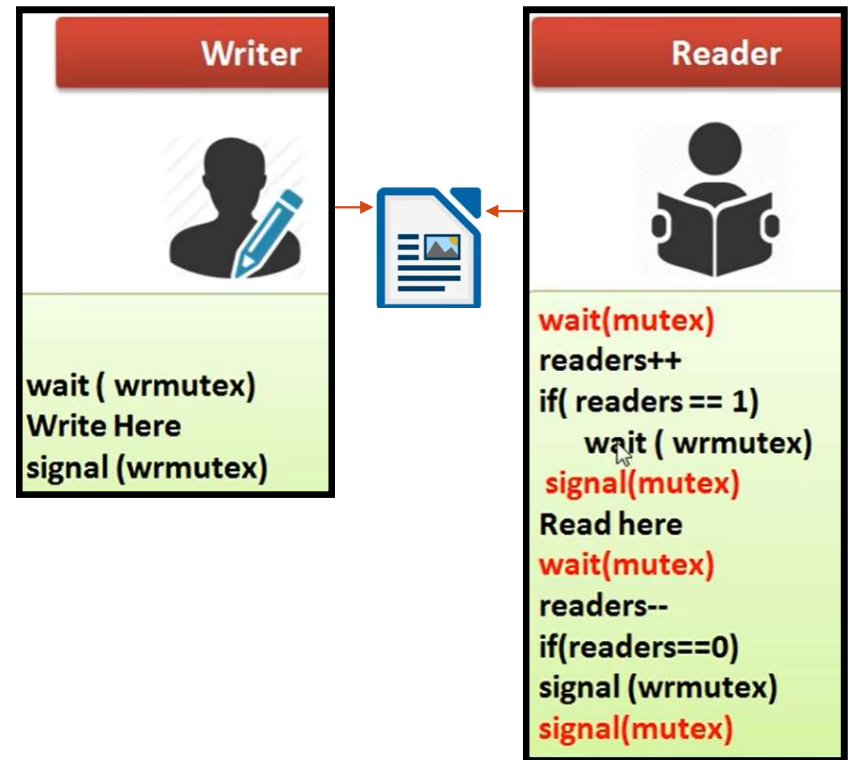 Writer
wait ( wrmutex)
Write Here
signal (wrmutex)
Reader
wait(mutex)
readers++
if( readers == 1)
wait ( wrmutex)
signal(mutex)
Read here
wait(mutex)
readers--
if(readers==0)
signal (wrmutex)
signal(mutex)